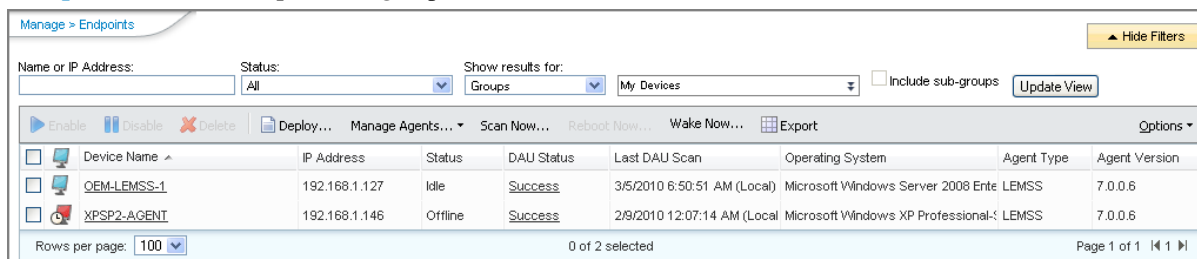 Manage > Endpoints
Hide Filters
Name or IP Address: Status: Show results for:
All Groups My Devices Include sub-groups Update View
Enable Disable Delete Deploy... Manage Agents... Scan Now... Reboot Now... Wake Now... Export Options
Device Name IP Address Status DAU Status Last DAU Scan Operating System Agent Type Agent Version
OEM-LEMSS-1 192.168.1.127 Idle Success 3/5/2010 6:50:51 AM (Local) Microsoft Windows Server 2008 Ente LEMSS 7.0.0.6
XPSP2-AGENT 192.168.1.146 Offline Success 2/9/2010 12:07:14 AM (Local Microsoft Windows XP Professional- LEMSS 7.0.0.6
Rows per page: 100 0 of 2 selected Page 1 of 1 1